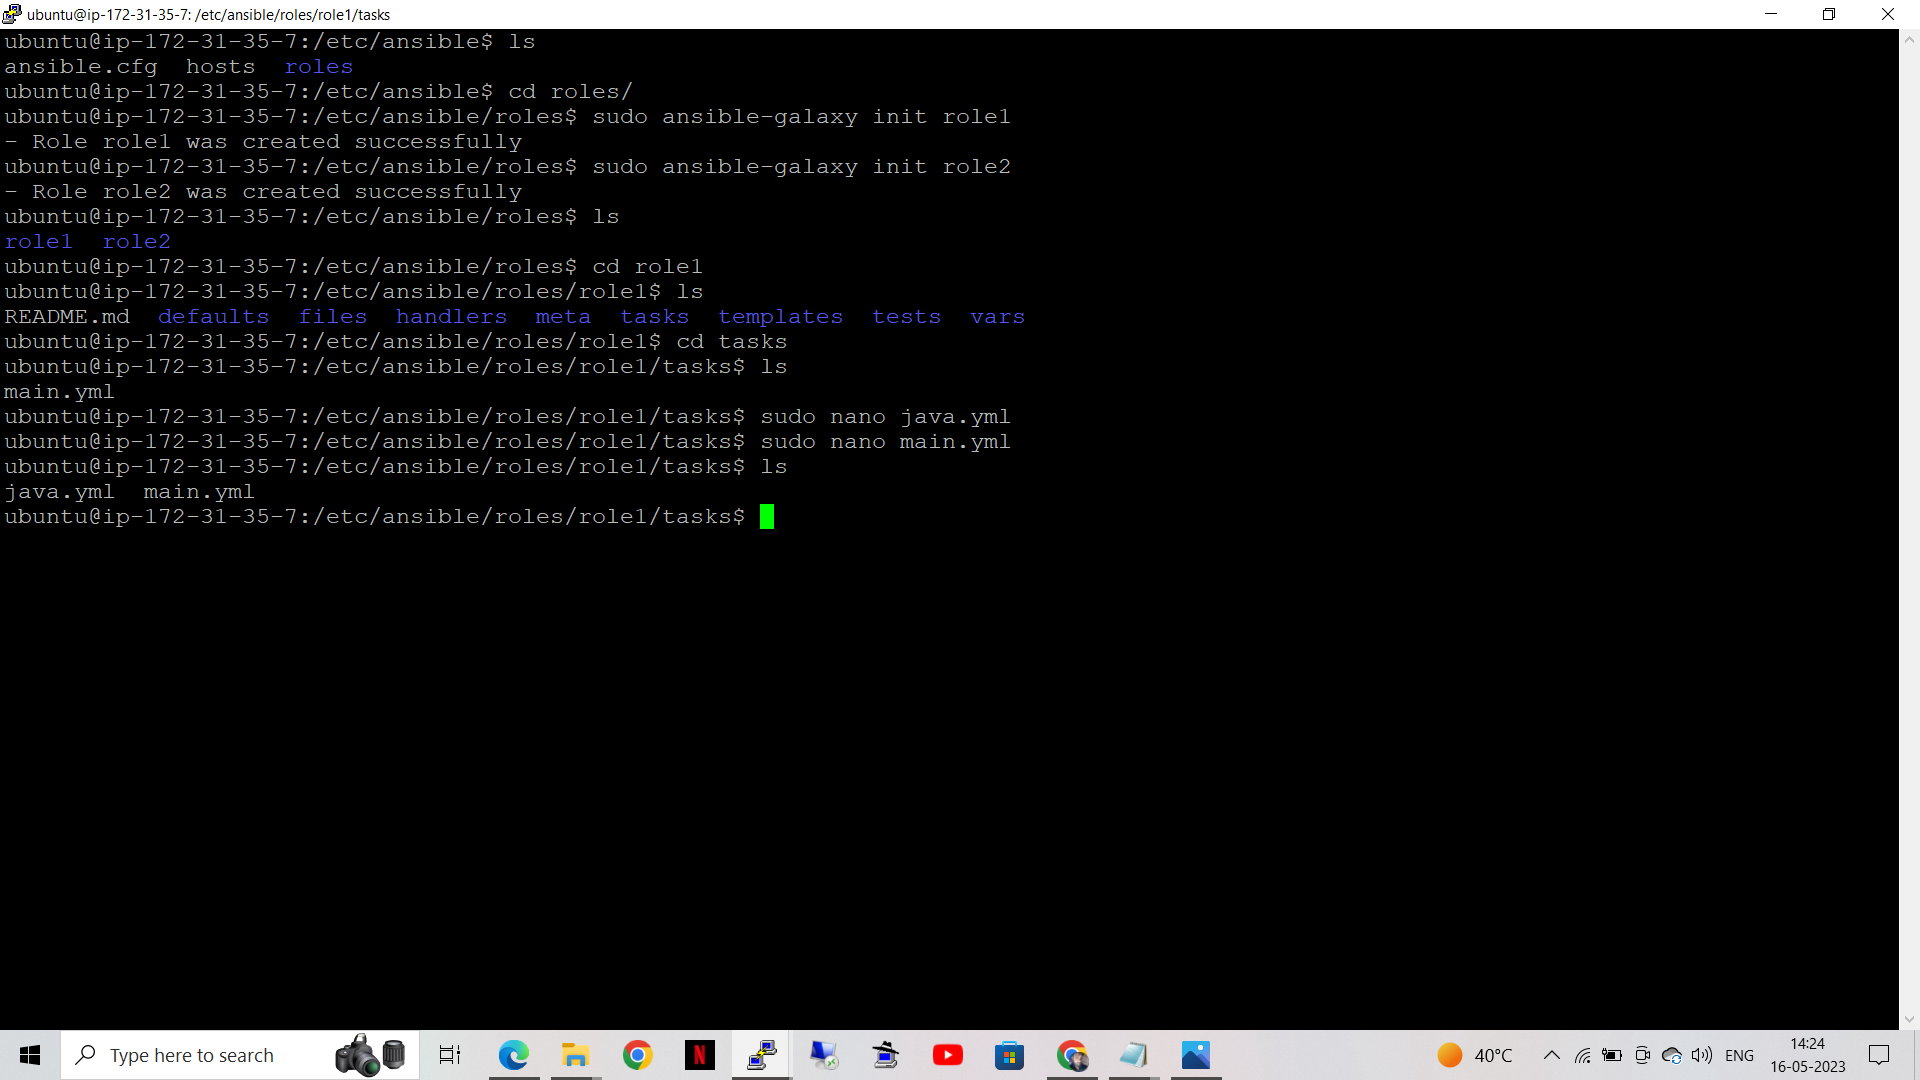 ubuntu@ip-172-31-35-7: /etc/ansible/roles/role1/tasks
ubuntu@ip-172-31-35-7:/etc/ansible$ ls
ansible.cfg  hosts  roles
ubuntu@ip-172-31-35-7:/etc/ansible$ cd roles/
ubuntu@ip-172-31-35-7:/etc/ansible/roles$ sudo ansible-galaxy init role1
- Role role1 was created successfully
ubuntu@ip-172-31-35-7:/etc/ansible/roles$ sudo ansible-galaxy init role2
- Role role2 was created successfully
ubuntu@ip-172-31-35-7:/etc/ansible/roles$ ls
role1  role2
ubuntu@ip-172-31-35-7:/etc/ansible/roles$ cd role1
ubuntu@ip-172-31-35-7:/etc/ansible/roles/role1$ ls
README.md  defaults  files  handlers  meta  tasks  templates  tests  vars
ubuntu@ip-172-31-35-7:/etc/ansible/roles/role1$ cd tasks
ubuntu@ip-172-31-35-7:/etc/ansible/roles/role1/tasks$ ls
main.yml
ubuntu@ip-172-31-35-7:/etc/ansible/roles/role1/tasks$ sudo nano java.yml
ubuntu@ip-172-31-35-7:/etc/ansible/roles/role1/tasks$ sudo nano main.yml
ubuntu@ip-172-31-35-7:/etc/ansible/roles/role1/tasks$ ls
java.yml  main.yml
ubuntu@ip-172-31-35-7:/etc/ansible/roles/role1/tasks$
Type here to search
N
40°C
ENG
14:24
16-05-2023